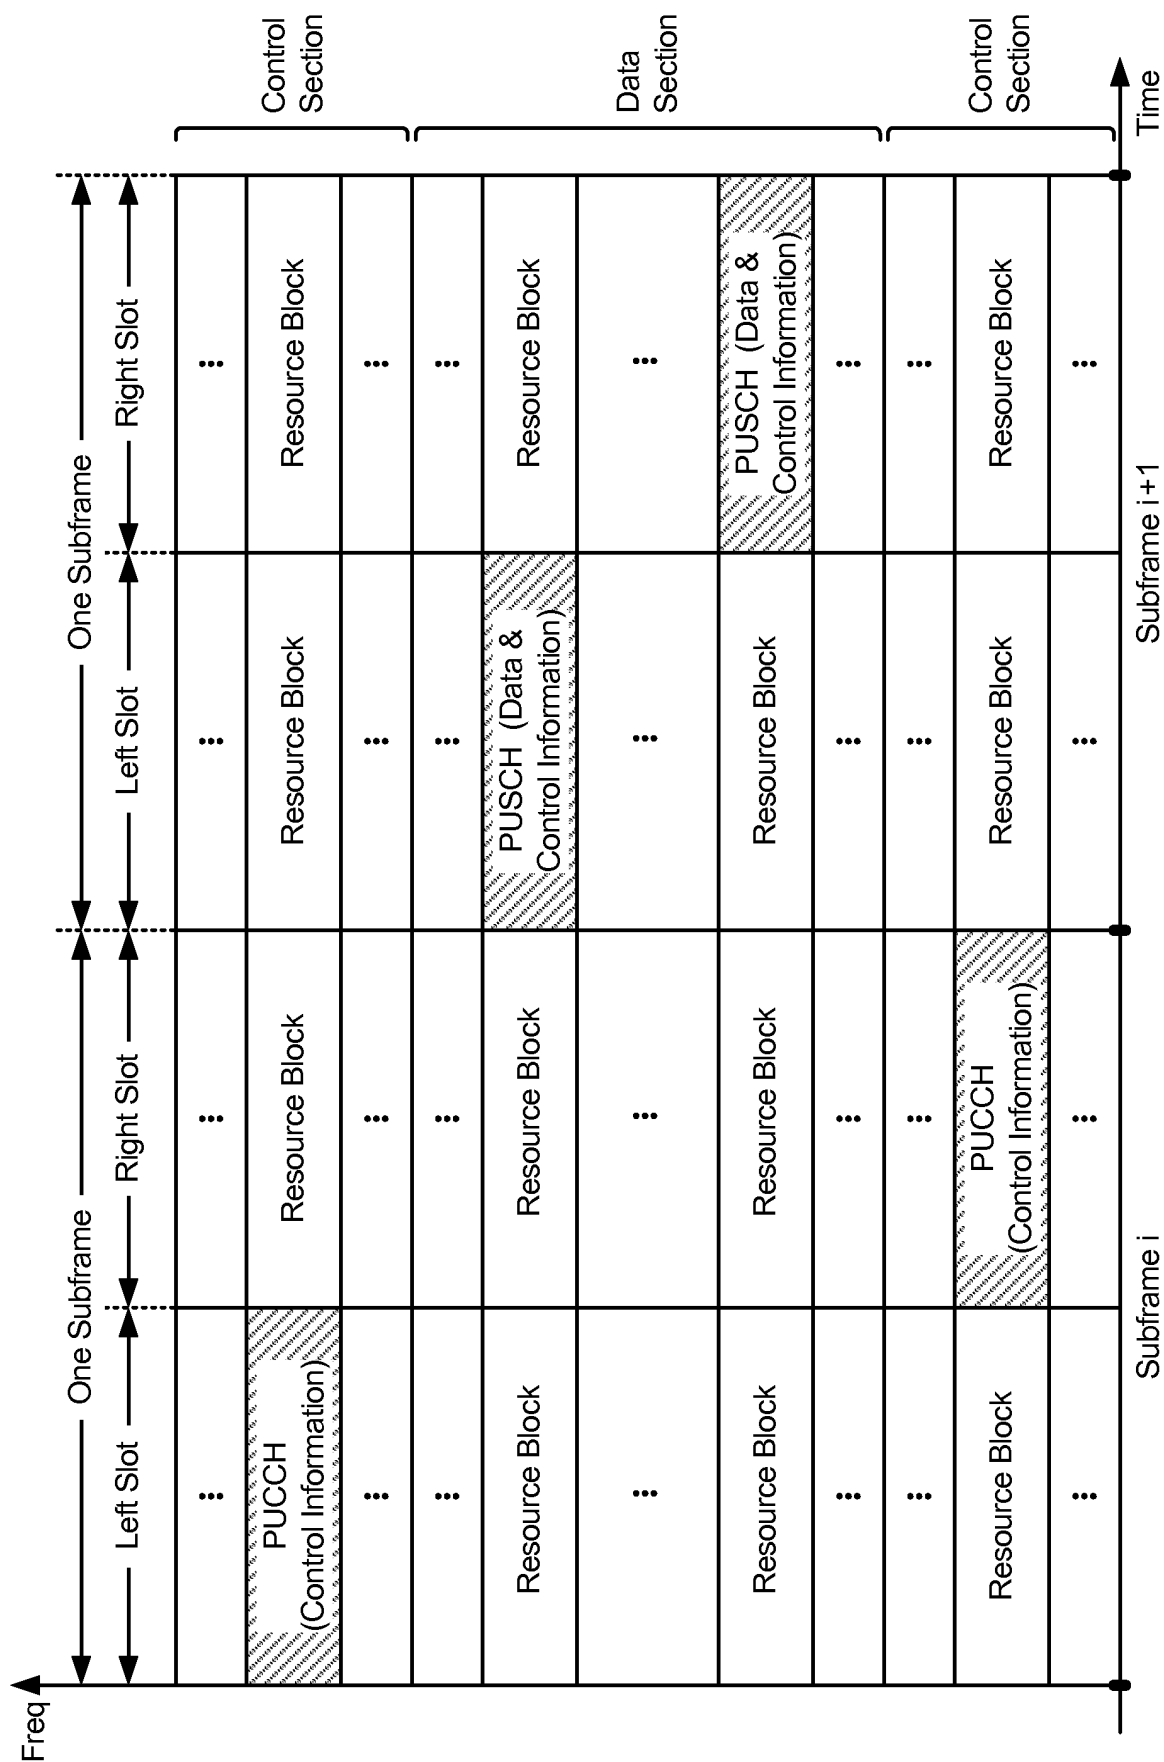 Freq
One Subframe One Subframe
Left Slot Right Slot Left Slot Right Slot
... ... ... ...
PUCCH
(Control Information)
Resource Block Resource Block Resource Block
Control
Section
... ... ... ...
... ... ... ...
Resource Block Resource Block
PUSCH (Data &
Control Information)
Resource Block
... ... ... ...
Data
Section
Resource Block Resource Block Resource Block
PUSCH (Data &
Control Information)
... ... ... ...
... ... ... ...
Resource Block
PUCCH
(Control Information)
Resource Block Resource Block
Control
Section
... ... ... ...
Subframe i Subframe i+1 Time